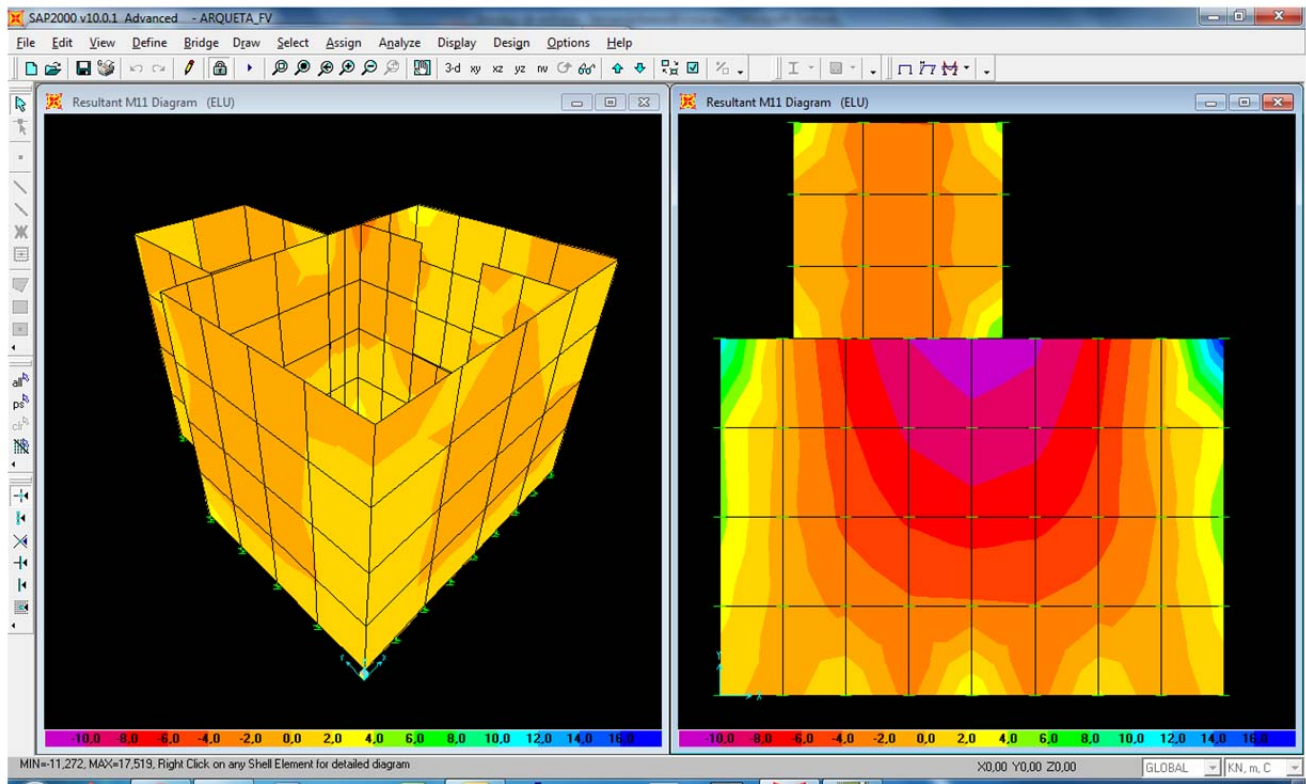 SAP2000 v10.0.1 Advanced - ARQUETA_FV
File Edit View Define Bridge Draw Select Assign Analyze Display Design Options Help
3-d xy xz yz nv
Resultant M11 Diagram (ELU)
Resultant M11 Diagram (ELU)
all
ps
clr
Y X
Y
X
-10,0 -8,0 -6,0 -4,0 -2,0 0,0 2,0 4,0 6,0 8,0 10,0 12,0 14,0 16,0
-10,0 -8,0 -6,0 -4,0 -2,0 0,0 2,0 4,0 6,0 8,0 10,0 12,0 14,0 16,0
MIN=-11,272, MAX=17,519, Right Click on any Shell Element for detailed diagram
X0,00 Y0,00 Z0,00
GLOBAL
KN, m, C